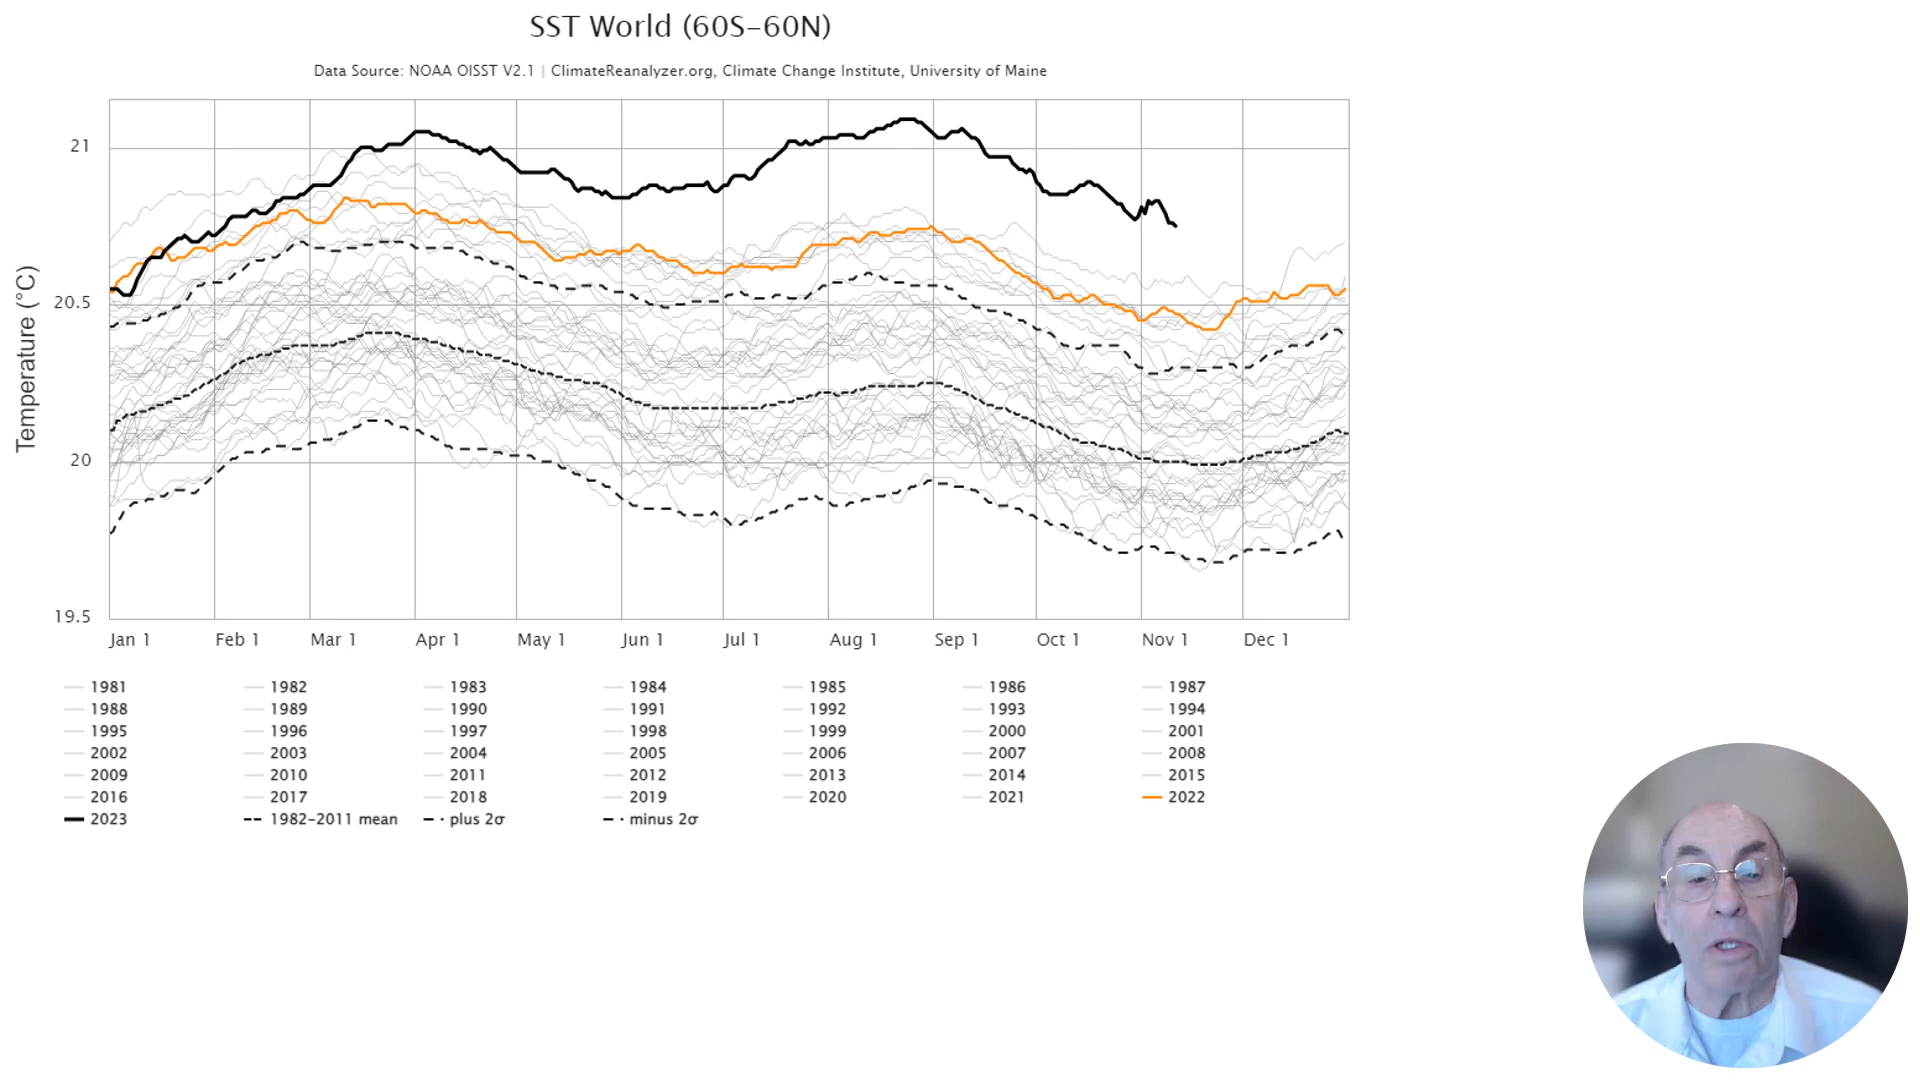 SST World (60S–60N)
Data Source: NOAA OISST V2.1 | ClimateReanalyzer.org, Climate Change Institute, University of Maine
Temperature (°C)
21
20.5
20
19.5
Jan 1 Feb 1 Mar 1 Apr 1 May 1 Jun 1 Jul 1 Aug 1 Sep 1 Oct 1 Nov 1 Dec 1
1981 1982 1983 1984 1985 1986 1987
1988 1989 1990 1991 1992 1993 1994
1995 1996 1997 1998 1999 2000 2001
2002 2003 2004 2005 2006 2007 2008
2009 2010 2011 2012 2013 2014 2015
2016 2017 2018 2019 2020 2021 2022
2023 1982–2011 mean plus 2σ minus 2σ